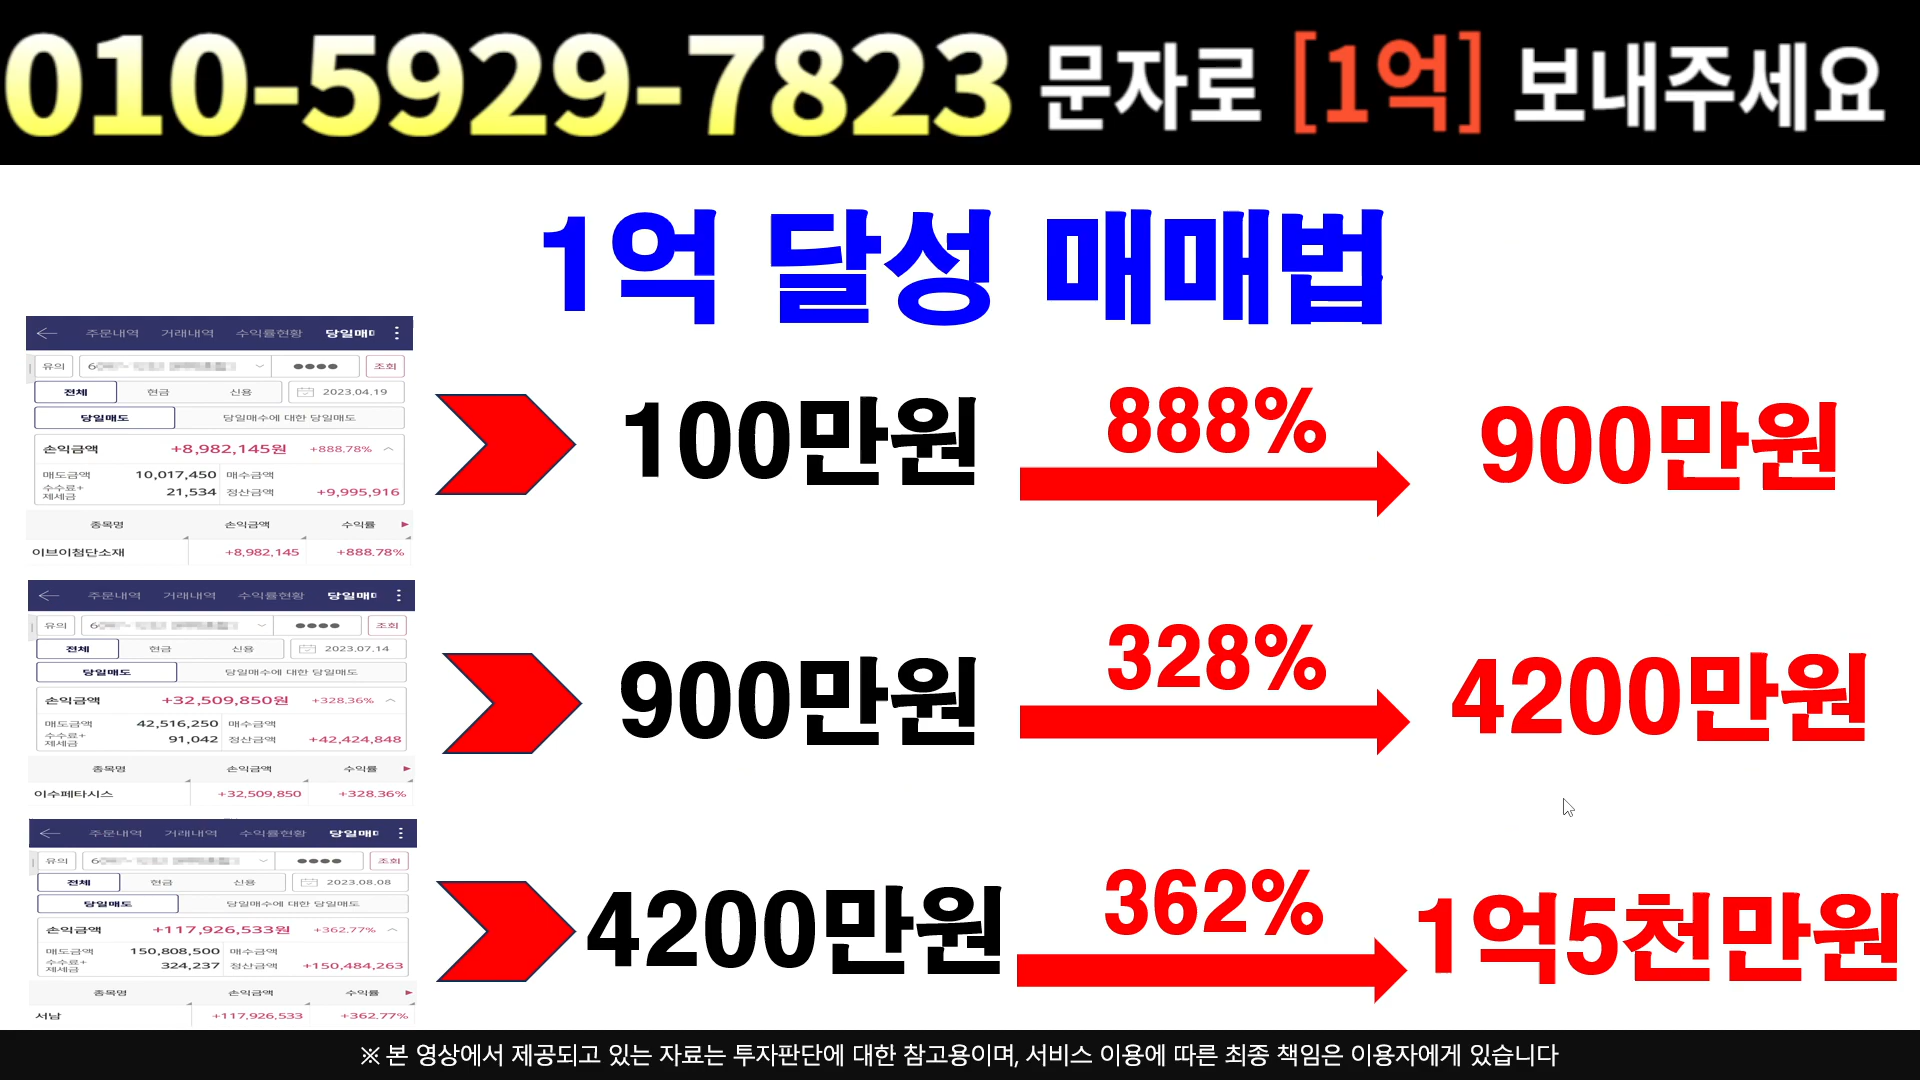 010-5929-7823 문자로 [1억] 보내주세요
1억 달성 매매법
주문내역 거래내역 수익률현황 당일매
유의 6 ●●●● 조회
전체 현금 신용 2023.04.19
당일매도 당일매수에 대한 당일매도
손익금액 +8,982,145원 +888.78%
매도금액 10,017,450 매수금액
수수료+제세금 21,534 정산금액 +9,995,916
종목명 손익금액 수익률
이브이첨단소재 +8,982,145 +888.78%
100만원 888% 900만원
주문내역 거래내역 수익률현황 당일매
유의 6 ●●●● 조회
전체 현금 신용 2023.07.14
당일매도 당일매수에 대한 당일매도
손익금액 +32,509,850원 +328.36%
매도금액 42,516,250 매수금액
수수료+제세금 91,042 정산금액 +42,424,848
종목명 손익금액 수익률
이수페타시스 +32,509,850 +328.36%
900만원 328% 4200만원
주문내역 거래내역 수익률현황 당일매
유의 6 ●●●● 조회
전체 현금 신용 2023.08.08
당일매도 당일매수에 대한 당일매도
손익금액 +117,926,533원 +362.77%
매도금액 150,808,500 매수금액
수수료+제세금 324,237 정산금액 +150,484,263
종목명 손익금액 수익률
서남 +117,926,533 +362.77%
4200만원 362% 1억5천만원
※ 본 영상에서 제공되고 있는 자료는 투자판단에 대한 참고용이며, 서비스 이용에 따른 최종 책임은 이용자에게 있습니다